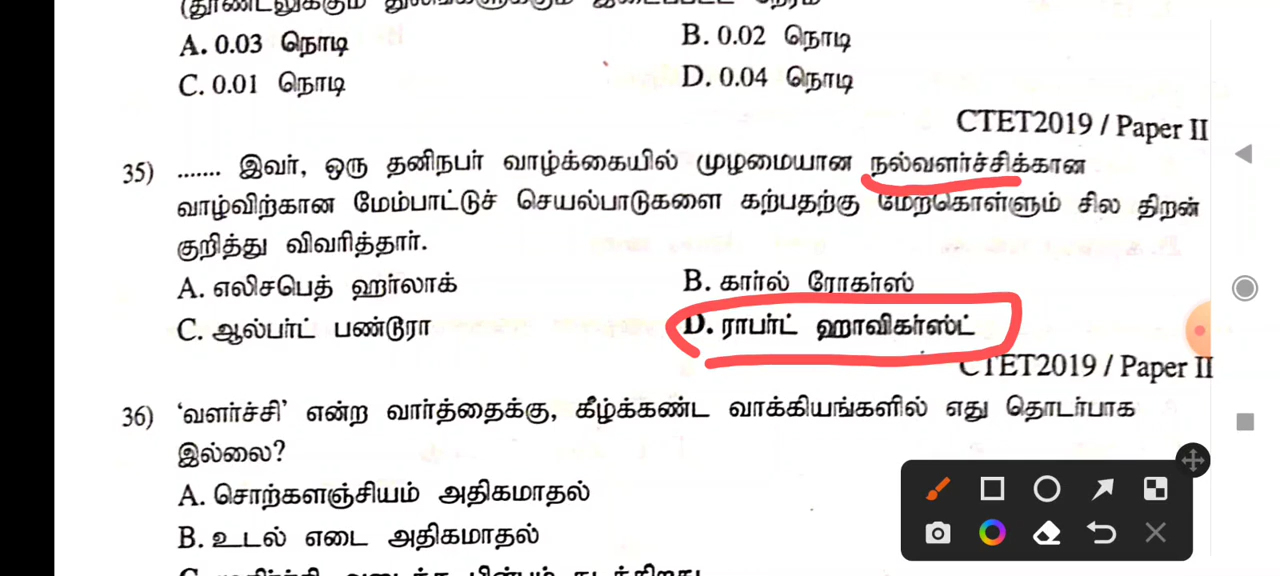 A. 0.03 நொடி B. 0.02 நொடி
C. 0.01 நொடி D. 0.04 நொடி
CTET2019 / Paper II
35) ....... இவர், ஒரு தனிநபர் வாழ்க்கையில் முழமையான நல்வளர்ச்சிக்கான
வாழ்விற்கான மேம்பாட்டுச் செயல்பாடுகளை கற்பதற்கு மேற்கொள்ளும் சில திறன்
குறித்து விவரித்தார்.
A. எலிசபெத் ஹர்லாக் B. கார்ல் ரோகர்ஸ்
C. ஆல்பர்ட் பண்டூரா D. ராபர்ட் ஹாவிகர்ஸ்ட்
CTET2019 / Paper II
36) ‘வளர்ச்சி’ என்ற வார்த்தைக்கு, கீழ்க்கண்ட வாக்கியங்களில் எது தொடர்பாக
இல்லை?
A. சொற்களஞ்சியம் அதிகமாதல்
B. உடல் எடை அதிகமாதல்